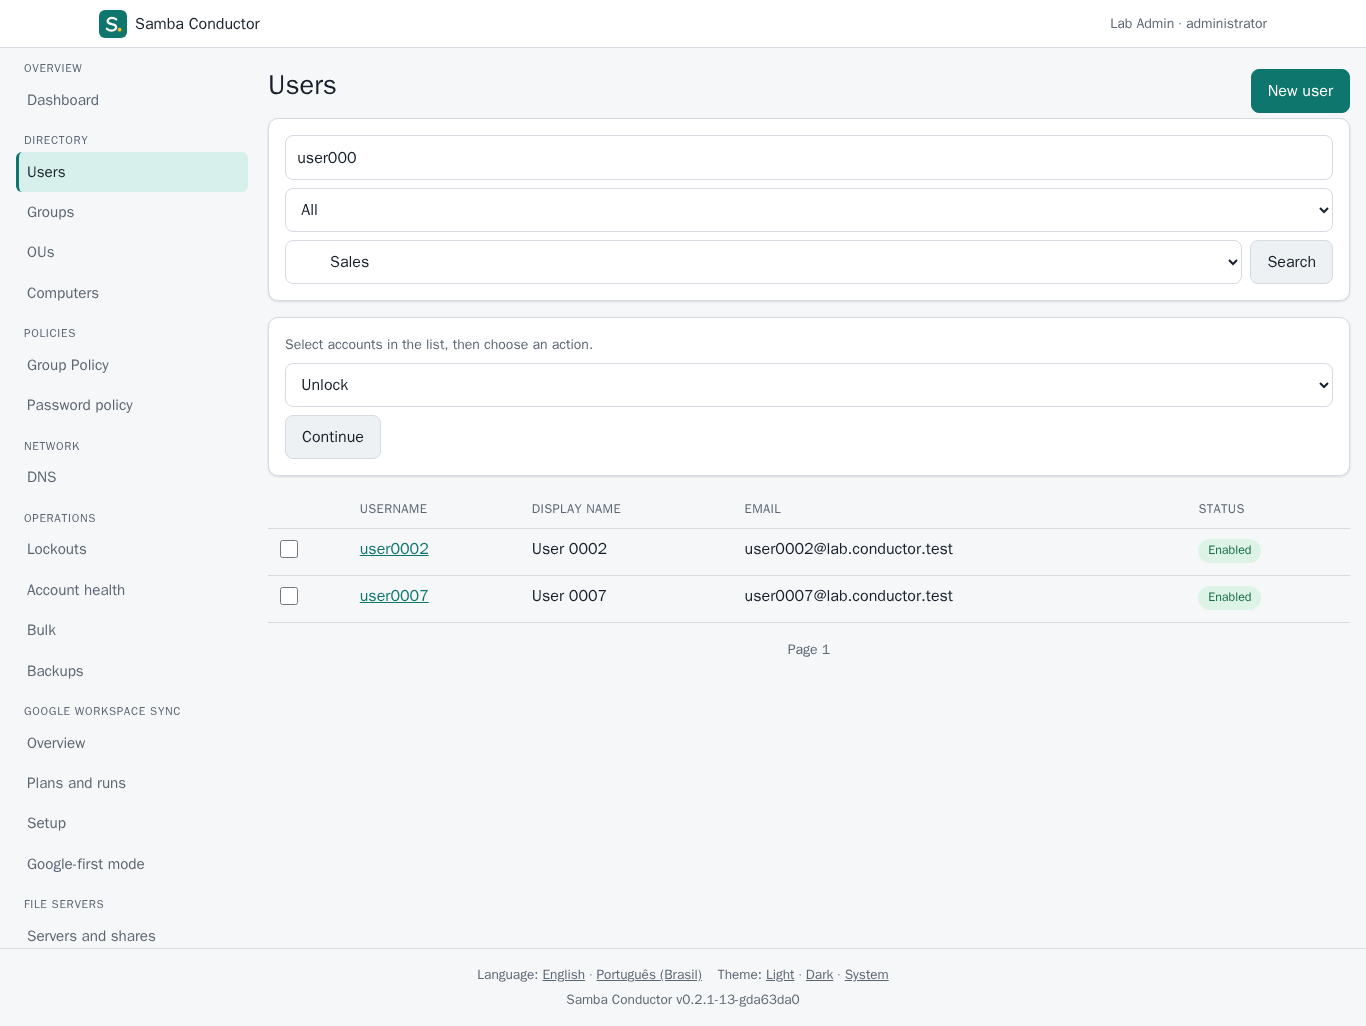 S.
Samba Conductor
Lab Admin · administrator
OVERVIEW
Dashboard
DIRECTORY
Users
Groups
OUs
Computers
POLICIES
Group Policy
Password policy
NETWORK
DNS
OPERATIONS
Lockouts
Account health
Bulk
Backups
GOOGLE WORKSPACE SYNC
Overview
Plans and runs
Setup
Google-first mode
FILE SERVERS
Servers and shares
Users
New user
user000
All
Sales
Search
Select accounts in the list, then choose an action.
Unlock
Continue
USERNAME DISPLAY NAME EMAIL STATUS
user0002 User 0002 user0002@lab.conductor.test Enabled
user0007 User 0007 user0007@lab.conductor.test Enabled
Page 1
Language: English · Português (Brasil) Theme: Light · Dark · System
Samba Conductor v0.2.1-13-gda63da0